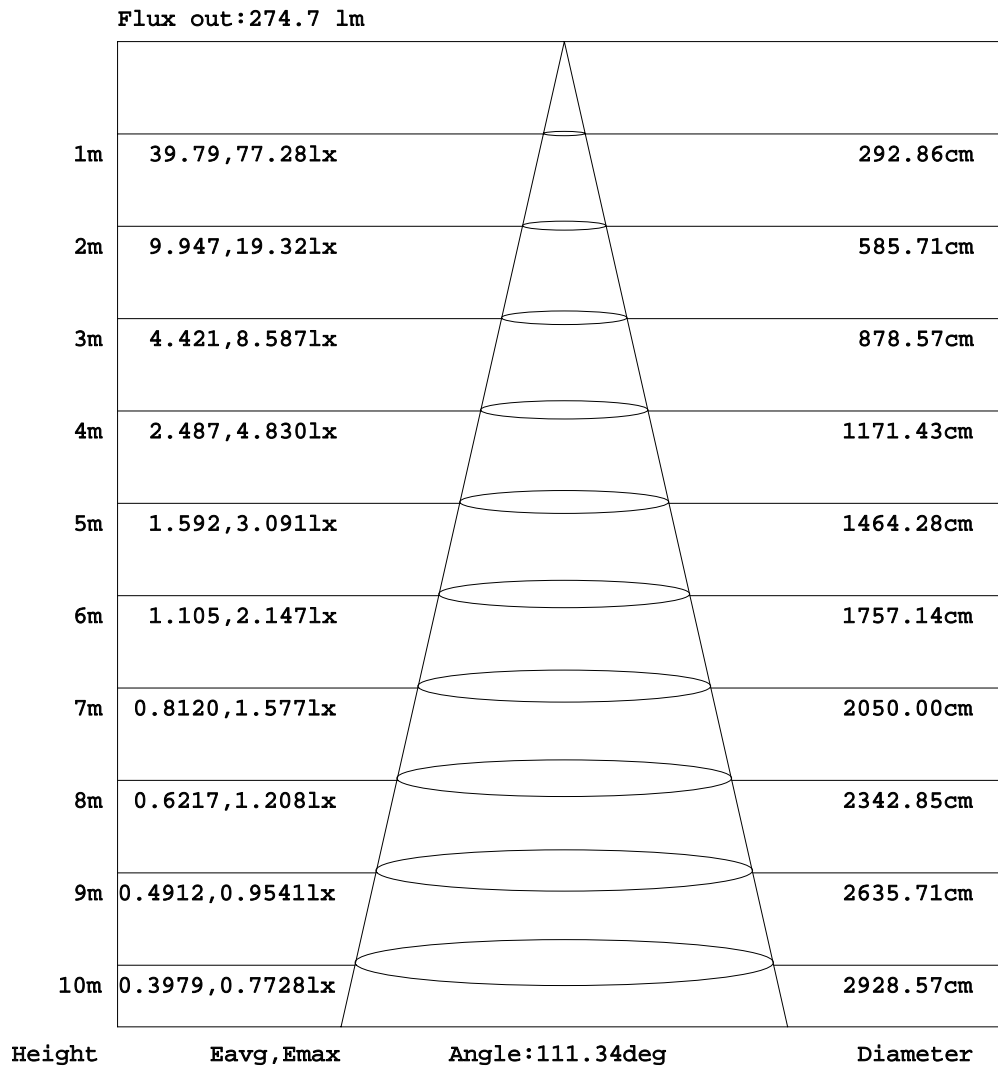 Flux out:274.7 lm
1m 39.79,77.28lx 292.86cm
2m 9.947,19.32lx 585.71cm
3m 4.421,8.587lx 878.57cm
4m 2.487,4.830lx 1171.43cm
5m 1.592,3.091lx 1464.28cm
6m 1.105,2.147lx 1757.14cm
7m 0.8120,1.577lx 2050.00cm
8m 0.6217,1.208lx 2342.85cm
9m 0.4912,0.9541lx 2635.71cm
10m 0.3979,0.7728lx 2928.57cm
Height Eavg,Emax Angle:111.34deg Diameter